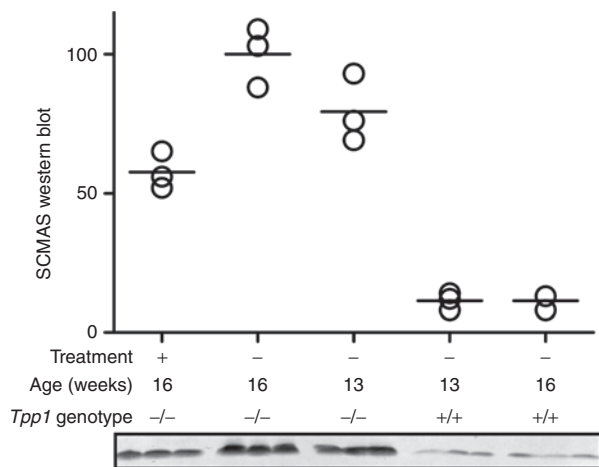 100
SCMAS western blot
50
0
Treatment + – – – –
Age (weeks) 16 16 13 13 16
Tpp1 genotype –/– –/– –/– +/+ +/+